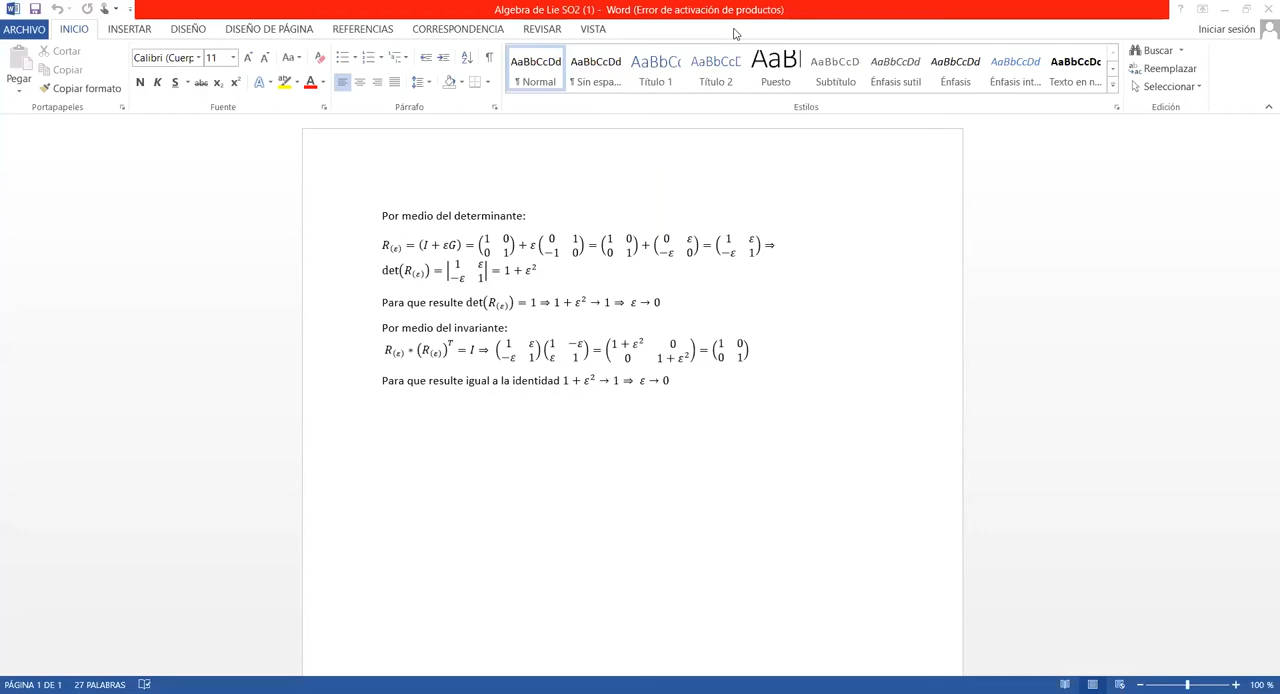 Algebra de Lie SO2 (1) - Word (Error de activación de productos)
ARCHIVO INICIO INSERTAR DISEÑO DISEÑO DE PÁGINA REFERENCIAS CORRESPONDENCIA REVISAR VISTA Iniciar sesión
Pegar
Cortar
Copiar
Copiar formato
Portapapeles
Calibri (Cuerp 11
N K S abc x₂ x²
Fuente
Párrafo
AaBbCcDd AaBbCcDd AaBbCc AaBbCcD AaB AaBbCcD AaBbCcDd AaBbCcDd AaBbCcDd AaBbCcDc
¶ Normal ¶ Sin espa... Título 1 Título 2 Puesto Subtítulo Énfasis sutil Énfasis Énfasis int... Texto en n...
Estilos
Buscar
Reemplazar
Seleccionar
Edición
Por medio del determinante:
R₍ε₎ = (I + εG) = (1 0; 0 1) + ε (0 1; −1 0) = (1 0; 0 1) + (0 ε; −ε 0) = (1 ε; −ε 1) ⇒
det(R₍ε₎) = |1 ε; −ε 1| = 1 + ε²
Para que resulte det(R₍ε₎) = 1 ⇒ 1 + ε² → 1 ⇒ ε → 0
Por medio del invariante:
R₍ε₎ ∗ (R₍ε₎)ᵀ = I ⇒ (1 ε; −ε 1)(1 −ε; ε 1) = (1 + ε² 0; 0 1 + ε²) = (1 0; 0 1)
Para que resulte igual a la identidad 1 + ε² → 1 ⇒ ε → 0
PÁGINA 1 DE 1 27 PALABRAS 100 %